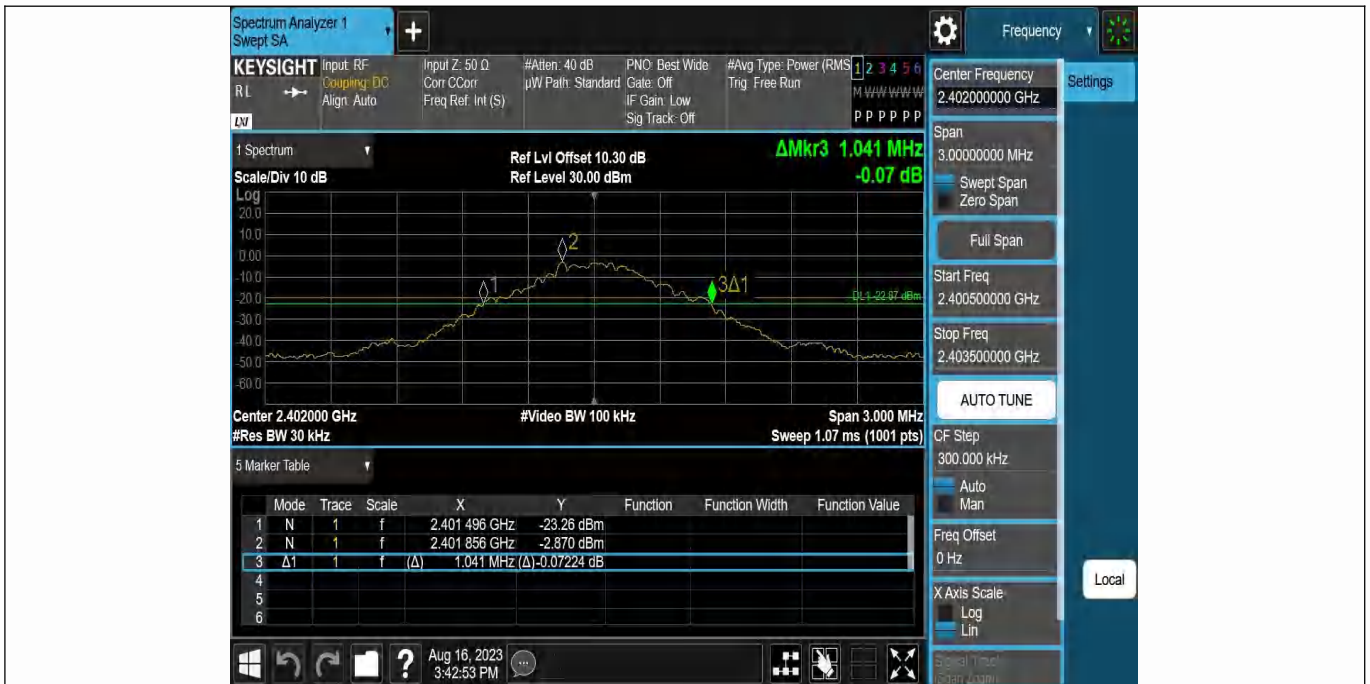 Spectrum Analyzer 1
Swept SA
+
Frequency
KEYSIGHT
RL
LXI
Input: RF
Coupling: DC
Align: Auto
Input Z: 50 Ω
Corr CCorr
Freq Ref: Int (S)
#Atten: 40 dB
µW Path: Standard
PNO: Best Wide
Gate: Off
IF Gain: Low
Sig Track: Off
#Avg Type: Power (RMS
Trig: Free Run
1 2 3 4 5 6
M W W W W W
P P P P P P
1 Spectrum
Scale/Div 10 dB
Ref Lvl Offset 10.30 dB
Ref Level 30.00 dBm
ΔMkr3 1.041 MHz
-0.07 dB
Log
20.0
10.0
0.00
-10.0
-20.0
-30.0
-40.0
-50.0
-60.0
1
2
3Δ1
DL1 -22.87 dBm
Center 2.402000 GHz
#Video BW 100 kHz
Span 3.000 MHz
#Res BW 30 kHz
Sweep 1.07 ms (1001 pts)
5 Marker Table
Mode Trace Scale X Y Function Function Width Function Value
1 N 1 f 2.401 496 GHz -23.26 dBm
2 N 1 f 2.401 856 GHz -2.870 dBm
3 Δ1 1 f (Δ) 1.041 MHz (Δ) -0.07224 dB
4
5
6
Aug 16, 2023
3:42:53 PM
Center Frequency
2.402000000 GHz
Settings
Span
3.00000000 MHz
Swept Span
Zero Span
Full Span
Start Freq
2.400500000 GHz
Stop Freq
2.403500000 GHz
AUTO TUNE
CF Step
300.000 kHz
Auto
Man
Freq Offset
0 Hz
X Axis Scale
Log
Lin
Local
Signal Track
(Span Zoom)